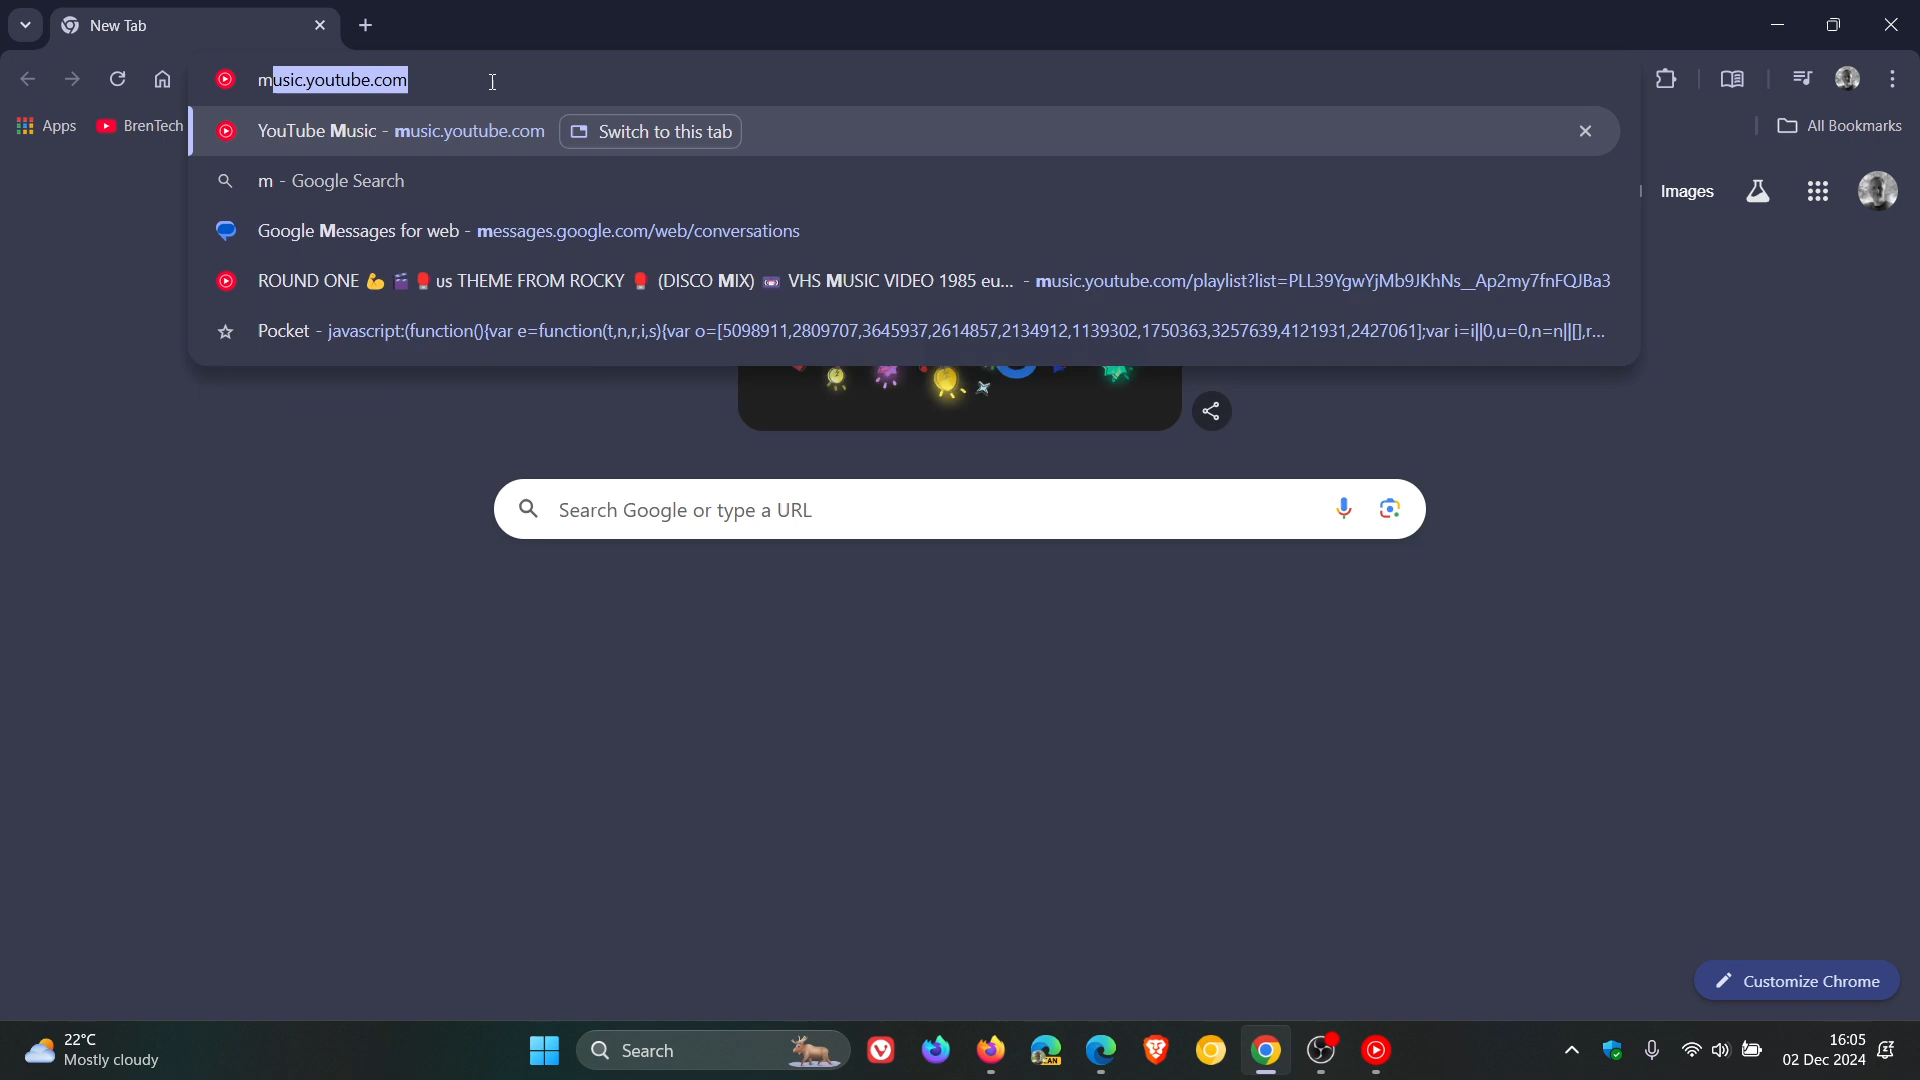 New Tab
music.youtube.com
Apps
BrenTech
All Bookmarks
YouTube Music - music.youtube.com Switch to this tab
m - Google Search
Google Messages for web - messages.google.com/web/conversations
ROUND ONE 💪 🎬 🥊 us THEME FROM ROCKY 🥊 (DISCO MIX) 📼 VHS MUSIC VIDEO 1985 eu... - music.youtube.com/playlist?list=PLL39YgwYjMb9JKhNs__Ap2my7fnFQJBa3
Pocket - javascript:(function(){var e=function(t,n,r,i,s){var o=[5098911,2809707,3645937,2614857,2134912,1139302,1750363,3257639,4121931,2427061];var i=i||0,u=0,n=n||[],r...
Images
Search Google or type a URL
Customize Chrome
22°C
Mostly cloudy
Search
CAN
16:05
02 Dec 2024